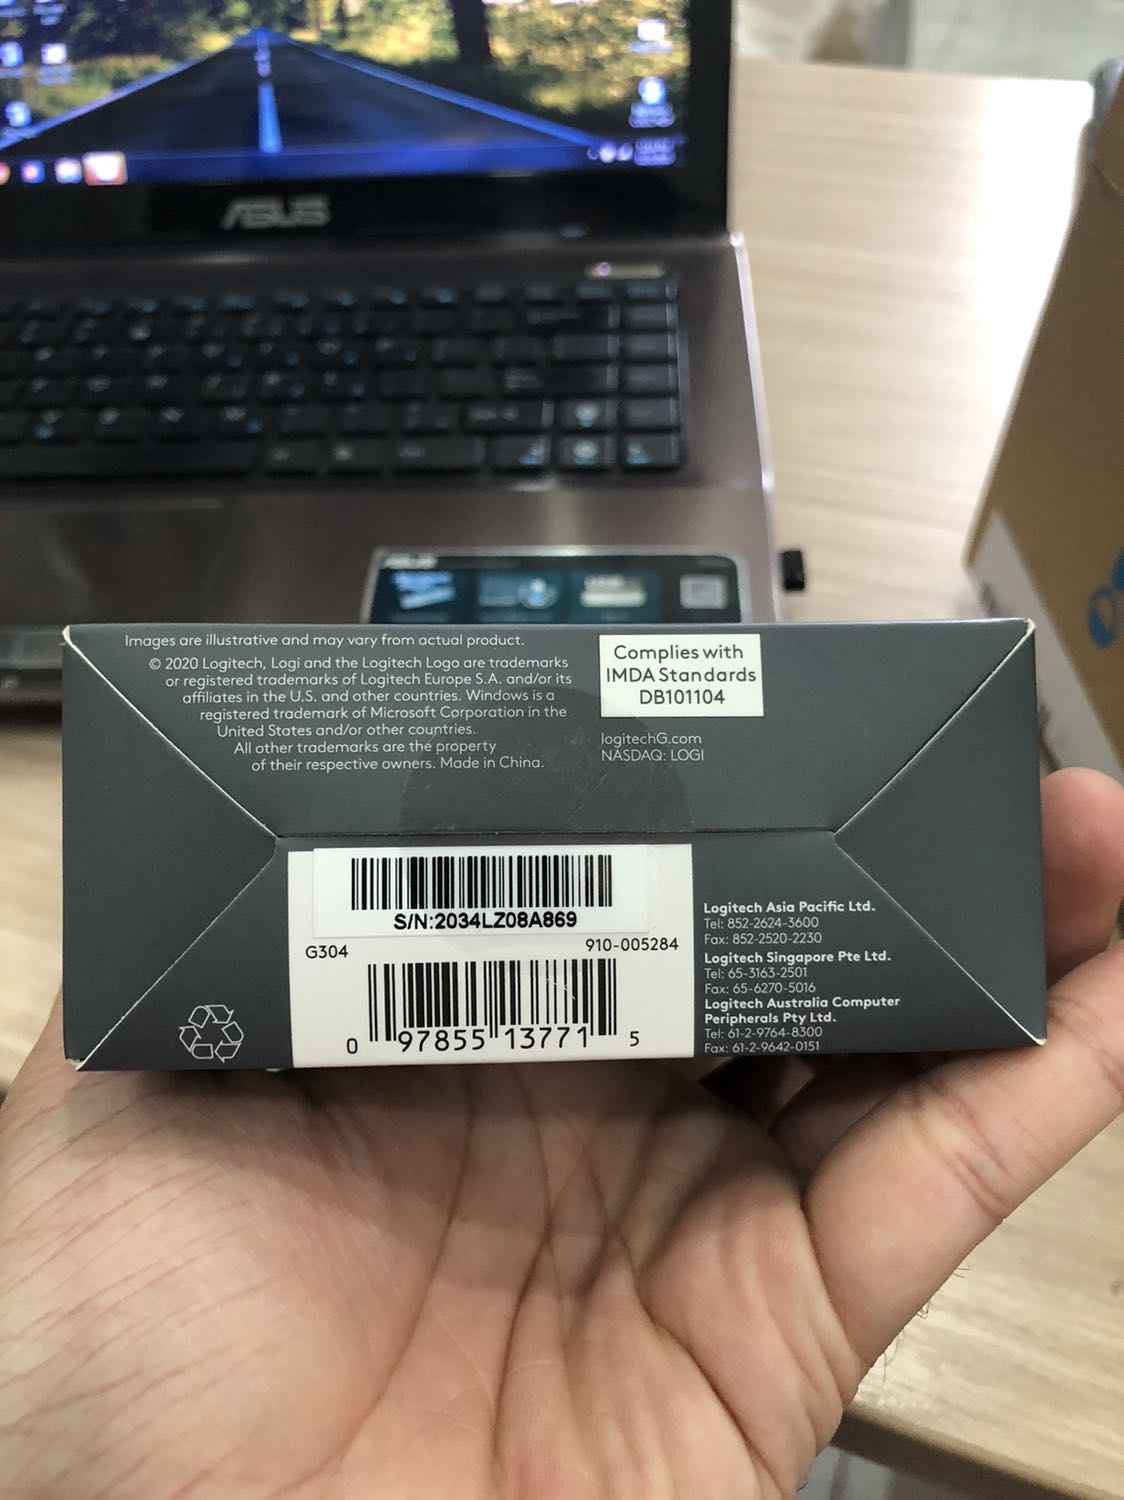 ASUS
ASUS
Images are illustrative and may vary from actual product.
© 2020 Logitech, Logi and the Logitech Logo are trademarks
or registered trademarks of Logitech Europe S.A. and/or its
affiliates in the U.S. and other countries. Windows is a
registered trademark of Microsoft Corporation in the
United States and/or other countries.
All other trademarks are the property
of their respective owners. Made in China.
Complies with
IMDA Standards
DB101104
logitechG.com
NASDAQ: LOGI
S/N:2034LZ08A869
G304 910-005284
0 97855 13771 5
Logitech Asia Pacific Ltd.
Tel: 852-2624-3600
Fax: 852-2520-2230
Logitech Singapore Pte Ltd.
Tel: 65-3163-2501
Fax: 65-6270-5016
Logitech Australia Computer
Peripherals Pty Ltd.
Tel: 61-2-9764-8300
Fax: 61-2-9642-0151